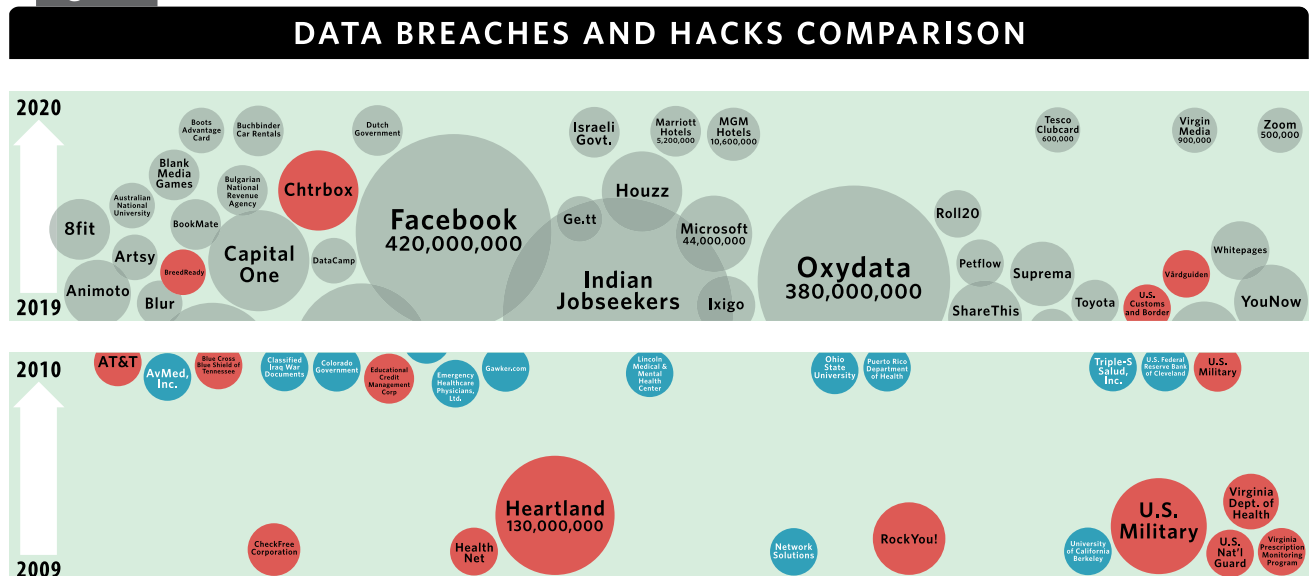 DATA BREACHES AND HACKS COMPARISON
2020
Boots
Advantage
Card
Buchbinder
Car Rentals
Dutch
Government
Israeli
Govt.
Marriott
Hotels
5,200,000
MGM
Hotels
10,600,000
Tesco
Clubcard
600,000
Virgin
Media
900,000
Zoom
500,000
Blank
Media
Games
Bulgarian
National
Revenue
Agency
Chtrbox
Australian
National
University
8fit
BookMate
Facebook
420,000,000
Houzz
Ge.tt
Microsoft
44,000,000
Roll20
Artsy
BreedReady
Capital
One
DataCamp
Indian
Jobseekers
Ixigo
Oxydata
380,000,000
Petflow
Suprema
Whitepages
Vårdguiden
Animoto
Blur
ShareThis
Toyota
U.S.
Customs
and Border
YouNow
2019
2010
AT&T
AvMed,
Inc.
Blue Cross
Blue Shield of
Tennessee
Classified
Iraq War
Documents
Colorado
Government
Educational
Credit
Management
Corp
Emergency
Healthcare
Physicians,
Ltd.
Gawker.com
Lincoln
Medical &
Mental
Health
Center
Ohio
State
University
Puerto Rico
Department
of Health
Triple-S
Salud,
Inc.
U.S. Federal
Reserve Bank
of Cleveland
U.S.
Military
Heartland
130,000,000
CheckFree
Corporation
Health
Net
Network
Solutions
RockYou!
University
of California
Berkeley
U.S.
Military
Virginia
Dept. of
Health
U.S.
Nat'l
Guard
Virginia
Prescription
Monitoring
Program
2009